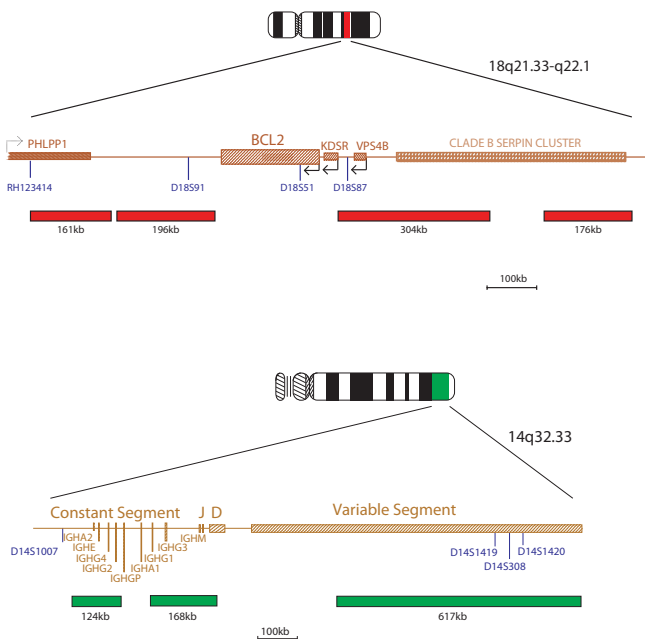 18q21.33-q22.1
BCL2
PHLPP1
KDSR
VPS4B
CLADE B SERPIN CLUSTER
RH123414
D18S91
D18S51
D18S87
161kb
196kb
304kb
176kb
100kb
14q32.33
Constant Segment
J
D
Variable Segment
IGHA2
IGHM
IGHE
IGHG3
D14S1007
IGHG4
IGHG1
IGHG2
IGHA1
IGHGP
D14S1419
D14S1420
D14S308
124kb
168kb
617kb
100kb